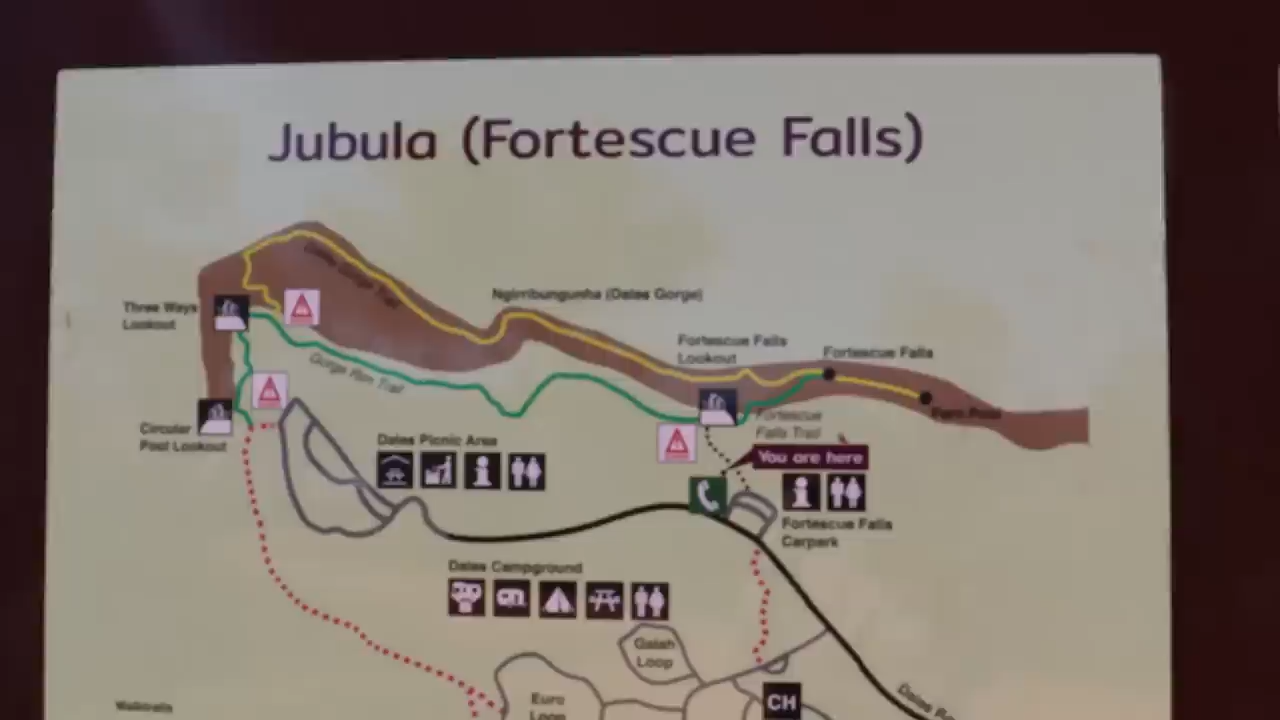 Jubula (Fortescue Falls)
Three Ways
Lookout
Ngirribungunha (Dales Gorge)
Gorge Rim Trail
Fortescue Falls
Lookout
Fortescue Falls
Fern Pool
Circular
Pool Lookout
Fortescue
Falls Trail
Dales Picnic Area
You are here
Fortescue Falls
Carpark
Dales Campground
Galah
Loop
Euro
Loop
CH
Dales
Walktrails